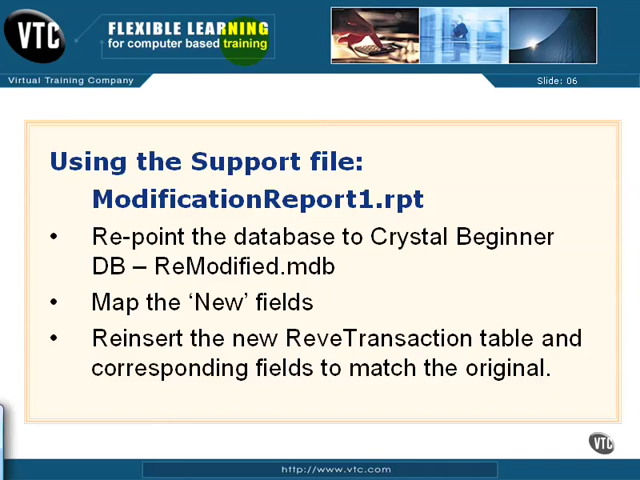 VTC
FLEXIBLE LEARNING
for computer based training
Virtual Training Company
Slide: 06
Using the Support file:
ModificationReport1.rpt
• Re-point the database to Crystal Beginner
DB – ReModified.mdb
• Map the ‘New’ fields
• Reinsert the new ReveTransaction table and
corresponding fields to match the original.
VTC
http://www.vtc.com